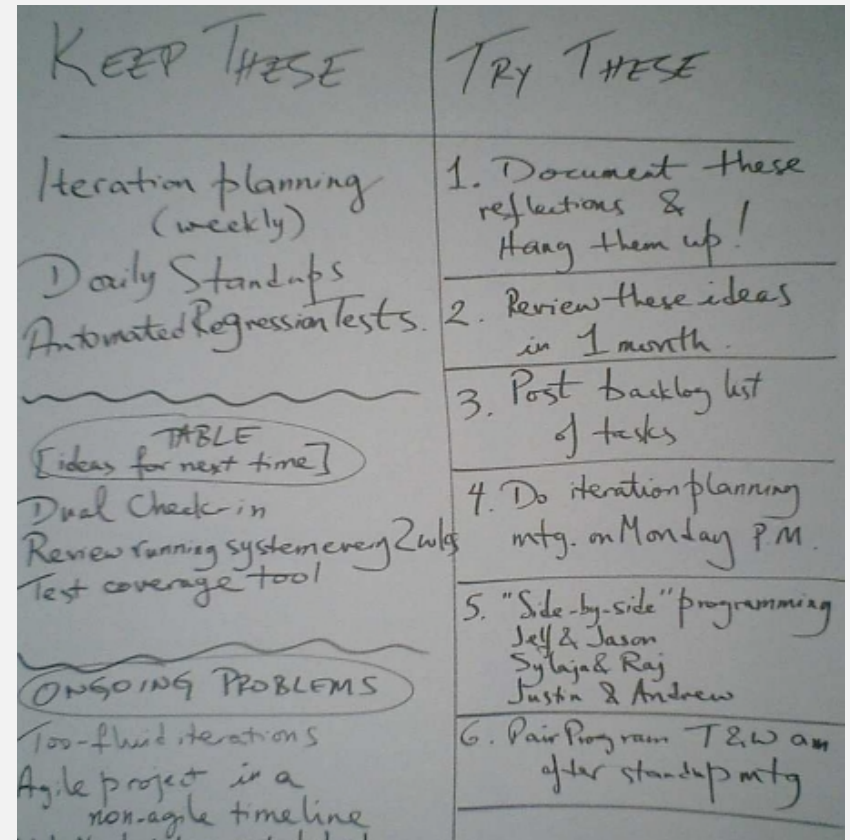 KEEP THESE
Iteration planning
(weekly)
Daily Standups
Automated Regression Tests.
TABLE
[ideas for next time]
Dual Check-in
Review running system every 2 wks
Test coverage tool
ONGOING PROBLEMS
Too-fluid iterations
Agile project in a
non-agile timeline
TRY THESE
1. Document these
reflections &
Hang them up!
2. Review these ideas
in 1 month.
3. Post backlog list
of tasks
4. Do iteration planning
mtg. on Monday P.M.
5. "Side-by-side" programming
Jeff & Jason
Sylaja & Raj
Justin & Andrew
6. Pair Program T & W am
after standup mtg